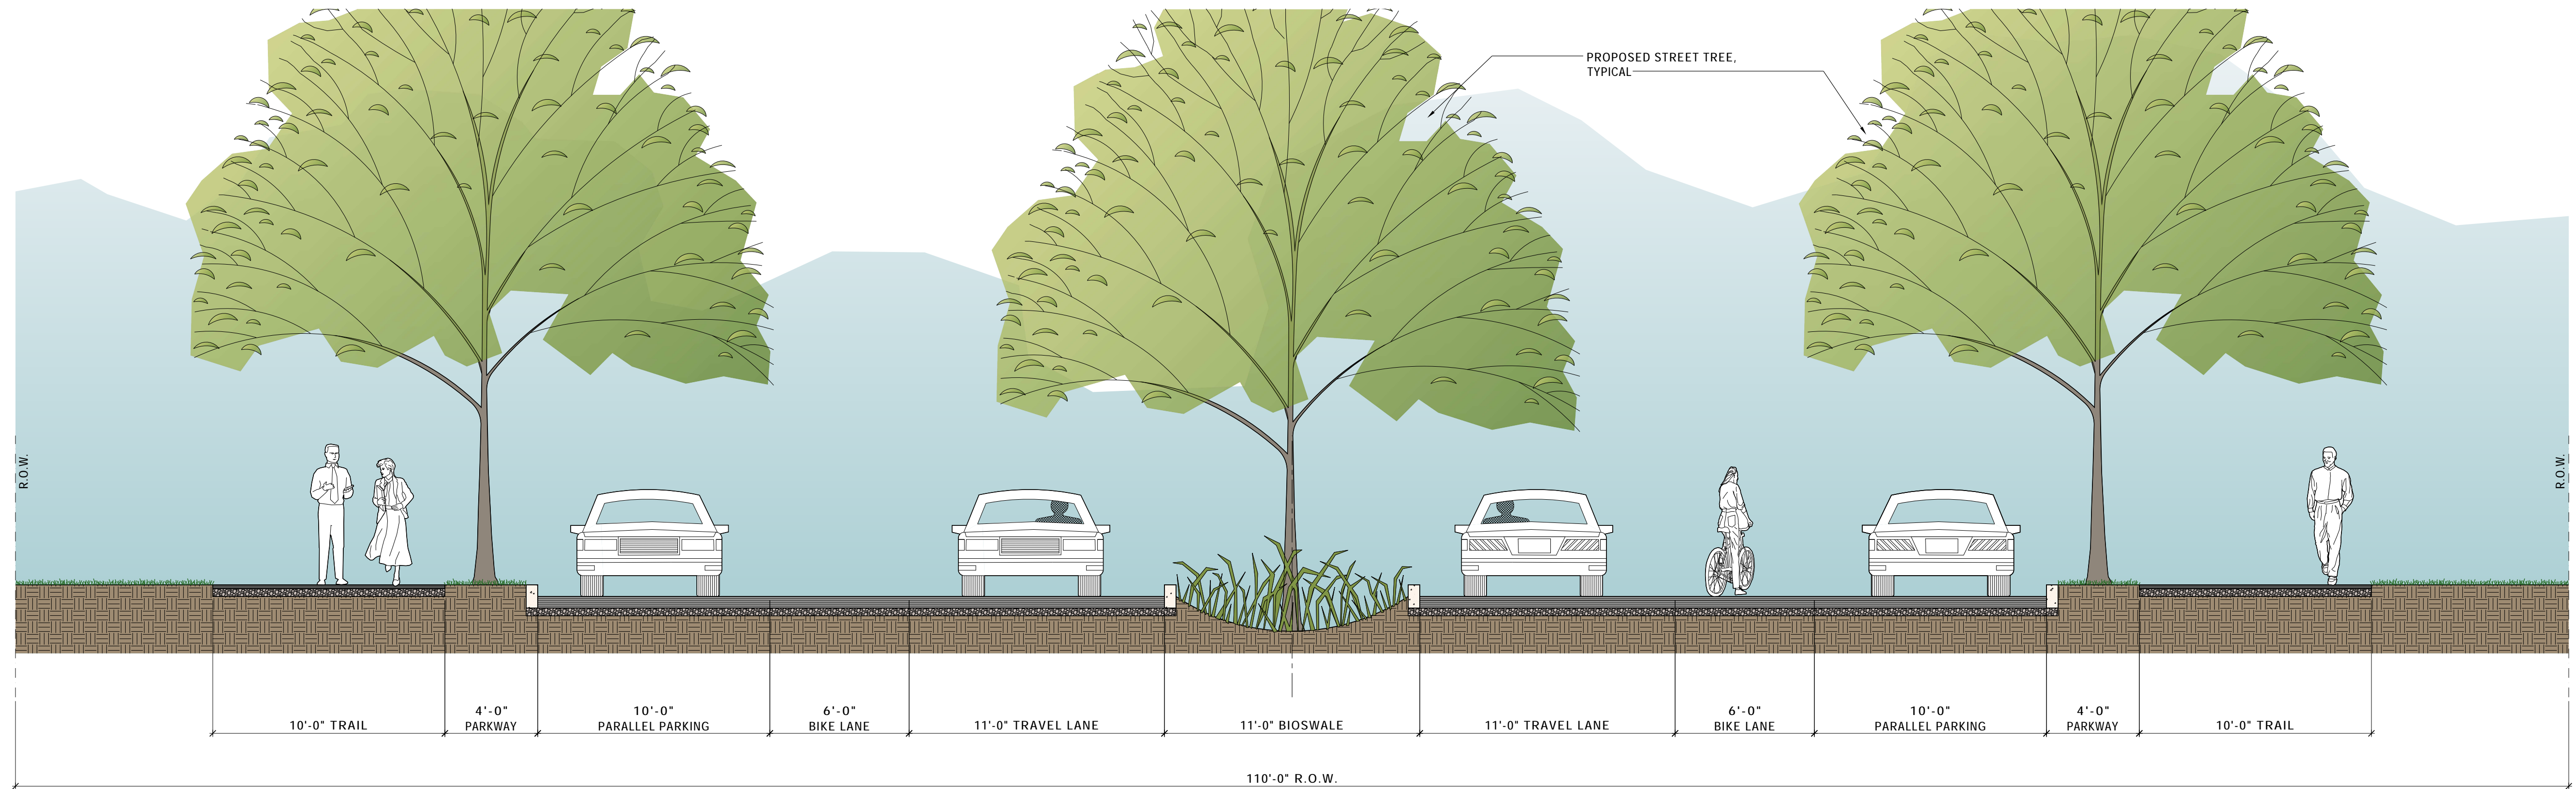 PROPOSED STREET TREE,
TYPICAL
R.O.W.
R.O.W.
10'-0" TRAIL
4'-0"
PARKWAY
10'-0"
PARALLEL PARKING
6'-0"
BIKE LANE
11'-0" TRAVEL LANE
11'-0" BIOSWALE
11'-0" TRAVEL LANE
6'-0"
BIKE LANE
10'-0"
PARALLEL PARKING
4'-0"
PARKWAY
10'-0" TRAIL
110'-0" R.O.W.